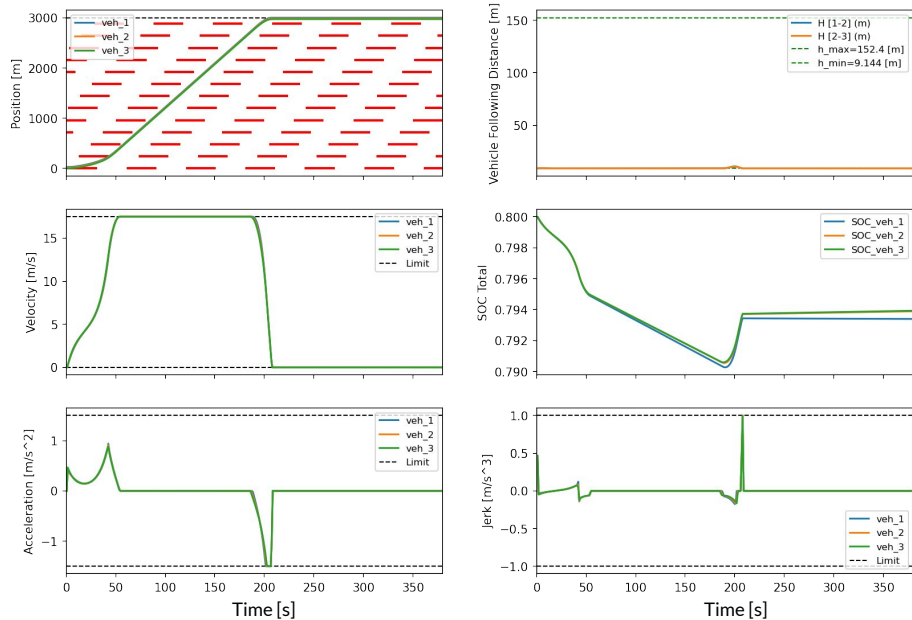 3000
2000
1000
0
Position [m]
veh_1
veh_2
veh_3
150
100
50
Vehicle Following Distance [m]
H [1-2] (m)
H [2-3] (m)
h_max=152.4 [m]
h_min=9.144 [m]
15
10
5
0
Velocity [m/s]
veh_1
veh_2
veh_3
Limit
0.800
0.798
0.796
0.794
0.792
0.790
SOC Total
SOC_veh_1
SOC_veh_2
SOC_veh_3
1
0
−1
Acceleration [m/s^2]
veh_1
veh_2
veh_3
Limit
0 50 100 150 200 250 300 350
Time [s]
1.0
0.5
0.0
−0.5
−1.0
Jerk [m/s^3]
veh_1
veh_2
veh_3
Limit
0 50 100 150 200 250 300 350
Time [s]